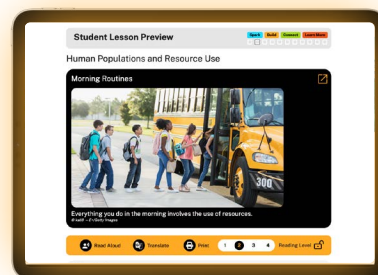 Student Lesson Preview
Spark Build Connect Learn More
Human Populations and Resource Use
Morning Routines
300
Everything you do in the morning involves the use of resources.
Read Aloud Translate Print 1 2 3 4 Reading Level